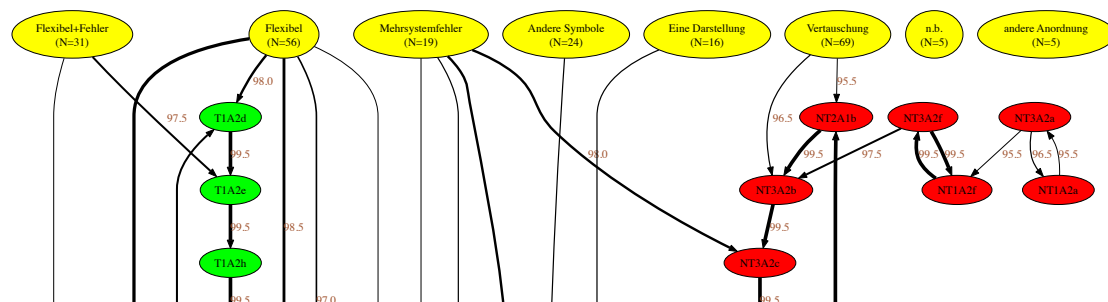 Flexibel+Fehler
(N=31)
Flexibel
(N=56)
Mehrsystemfehler
(N=19)
Andere Symbole
(N=24)
Eine Darstellung
(N=16)
Vertauschung
(N=69)
n.b.
(N=5)
andere Anordnung
(N=5)
98.0
95.5
97.5
T1A2d
96.5
NT2A1b
NT3A2f
NT3A2a
99.5
98.0
99.5
97.5
99.5
99.5
95.5
96.5
95.5
T1A2e
NT3A2b
NT1A2f
NT1A2a
99.5
98.5
99.5
T1A2h
NT3A2e
99.5
97.0
99.5